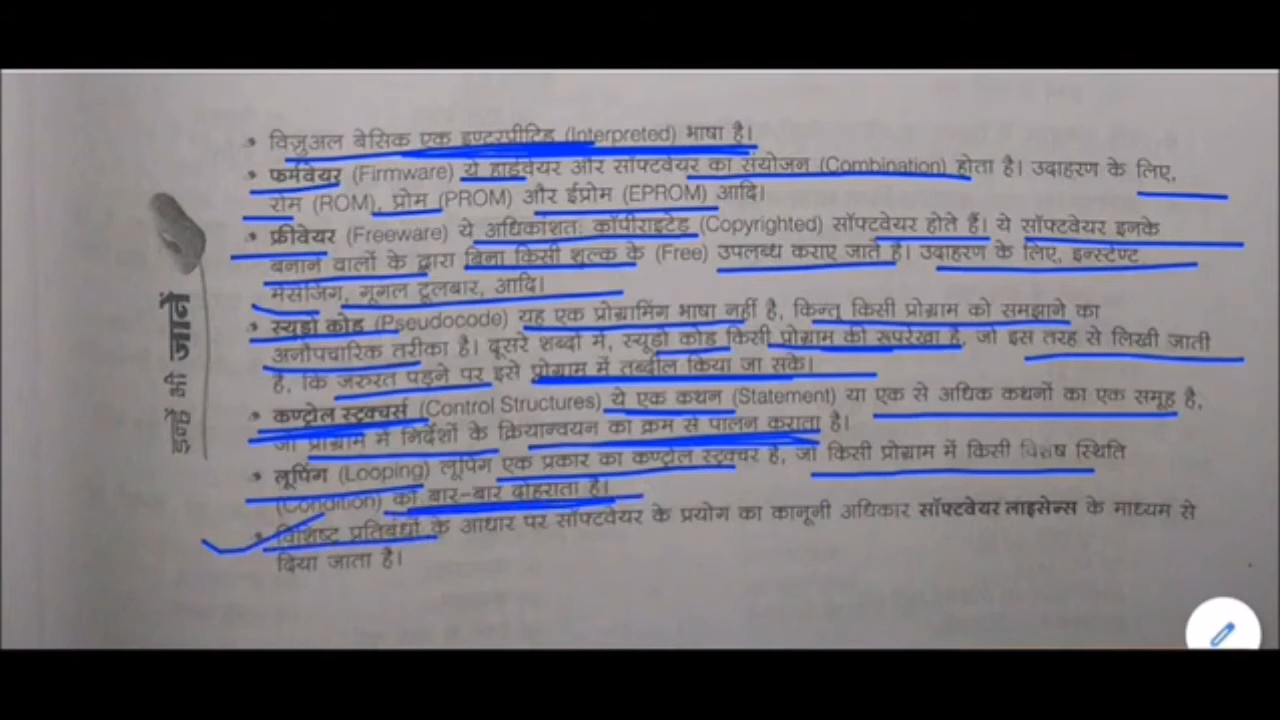 इन्हें भी जानें
• विजुअल बेसिक एक इण्टरप्रीटिड (Interpreted) भाषा है।
• फर्मवेयर (Firmware) ये हार्डवेयर और सॉफ्टवेयर का संयोजन (Combination) होता है। उदाहरण के लिए,
रोम (ROM), प्रोम (PROM) और ईप्रोम (EPROM) आदि।
• फ्रीवेयर (Freeware) ये अधिकांशतः कॉपीराइटेड (Copyrighted) सॉफ्टवेयर होते हैं। ये सॉफ्टवेयर इनके
बनाने वालों के द्वारा बिना किसी शुल्क के (Free) उपलब्ध कराए जाते है। उदाहरण के लिए, इन्स्टेण्ट
मैसेजिंग, गूगल टूलबार, आदि।
• स्यूडो कोड (Pseudocode) यह एक प्रोग्रामिंग भाषा नहीं है, किन्तु किसी प्रोग्राम को समझाने का
अनौपचारिक तरीका है। दूसरे शब्दों में, स्यूडो कोड किसी प्रोग्राम की रूपरेखा है, जो इस तरह से लिखी जाती
है, कि जरुरत पड़ने पर इसे प्रोग्राम में तब्दील किया जा सके।
• कण्ट्रोल स्ट्रक्चर्स (Control Structures) ये एक कथन (Statement) या एक से अधिक कथनों का एक समूह है,
जो प्रोग्राम में निर्देशों के क्रियान्वयन का क्रम से पालन कराता है।
• लूपिंग (Looping) लूपिंग एक प्रकार का कण्ट्रोल स्ट्रक्चर है, जो किसी प्रोग्राम में किसी विशेष स्थिति
(Condition) को बार-बार दोहराता है।
• विशिष्ट प्रतिबंधों के आधार पर सॉफ्टवेयर के प्रयोग का कानूनी अधिकार सॉफ्टवेयर लाइसेन्स के माध्यम से
दिया जाता है।